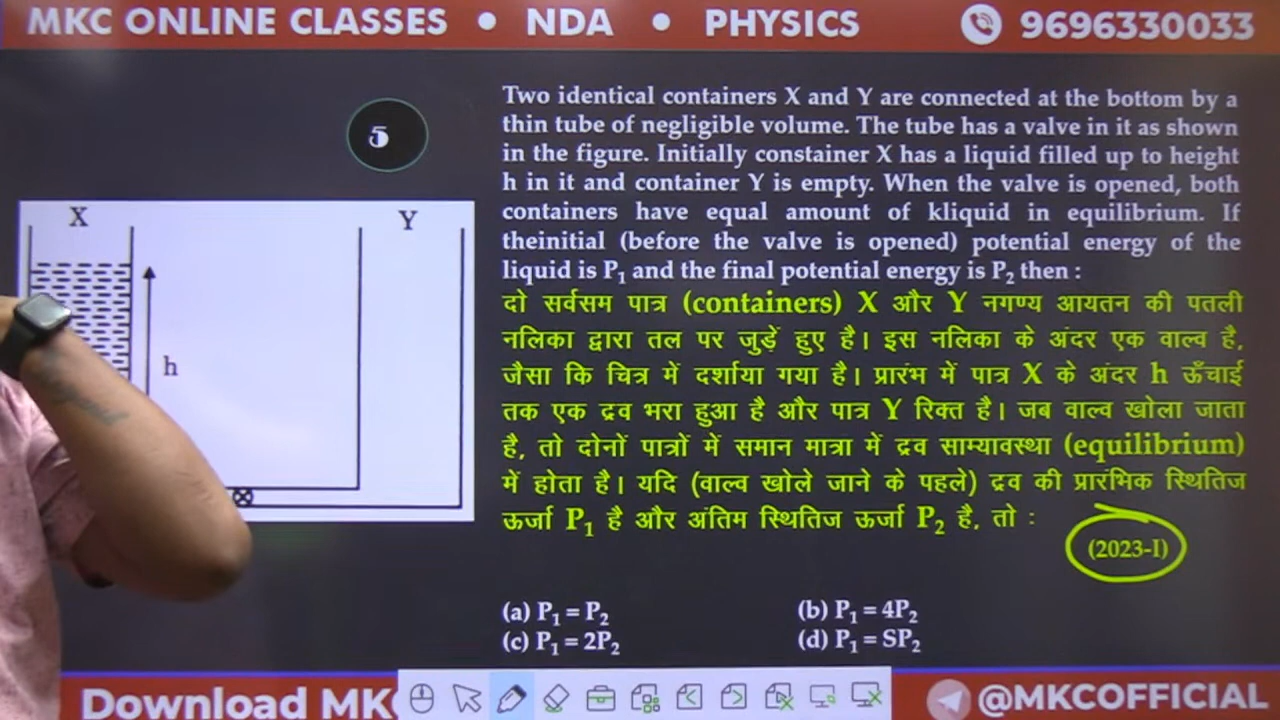 MKC ONLINE CLASSES • NDA • PHYSICS 9696330033
5
Two identical containers X and Y are connected at the bottom by a
thin tube of negligible volume. The tube has a valve in it as shown
in the figure. Initially constainer X has a liquid filled up to height
h in it and container Y is empty. When the valve is opened, both
containers have equal amount of kliquid in equilibrium. If
theinitial (before the valve is opened) potential energy of the
liquid is P₁ and the final potential energy is P₂ then :
X
Y
h
दो सर्वसम पात्र (containers) X और Y नगण्य आयतन की पतली
नलिका द्वारा तल पर जुड़ें हुए है। इस नलिका के अंदर एक वाल्व है,
जैसा कि चित्र में दर्शाया गया है। प्रारंभ में पात्र X के अंदर h ऊँचाई
तक एक द्रव भरा हुआ है और पात्र Y रिक्त है। जब वाल्व खोला जाता
है, तो दोनों पात्रों में समान मात्रा में द्रव साम्यावस्था (equilibrium)
में होता है। यदि (वाल्व खोले जाने के पहले) द्रव की प्रारंभिक स्थितिज
ऊर्जा P₁ है और अंतिम स्थितिज ऊर्जा P₂ है, तो :
(2023-I)
(a) P₁ = P₂ (b) P₁ = 4P₂
(c) P₁ = 2P₂ (d) P₁ = SP₂
Download MKC @MKCOFFICIAL